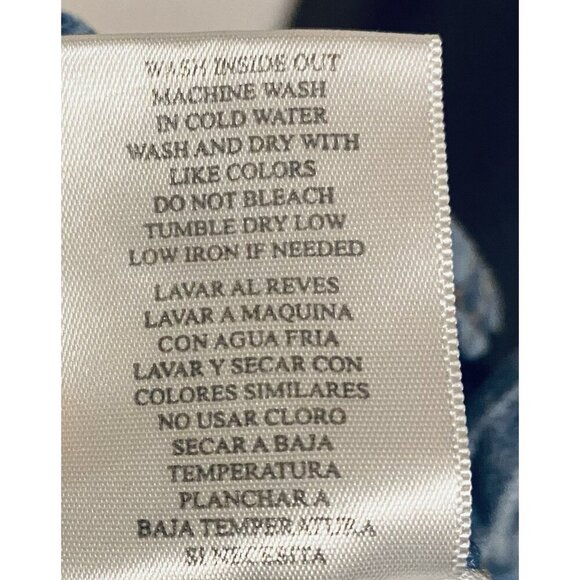 WASH INSIDE OUT
MACHINE WASH
IN COLD WATER
WASH AND DRY WITH
LIKE COLORS
DO NOT BLEACH
TUMBLE DRY LOW
LOW IRON IF NEEDED
LAVAR AL REVES
LAVAR A MAQUINA
CON AGUA FRIA
LAVAR Y SECAR CON
COLORES SIMILARES
NO USAR CLORO
SECAR A BAJA
TEMPERATURA
PLANCHAR A
BAJA TEMPERATURA
SI NECESITA